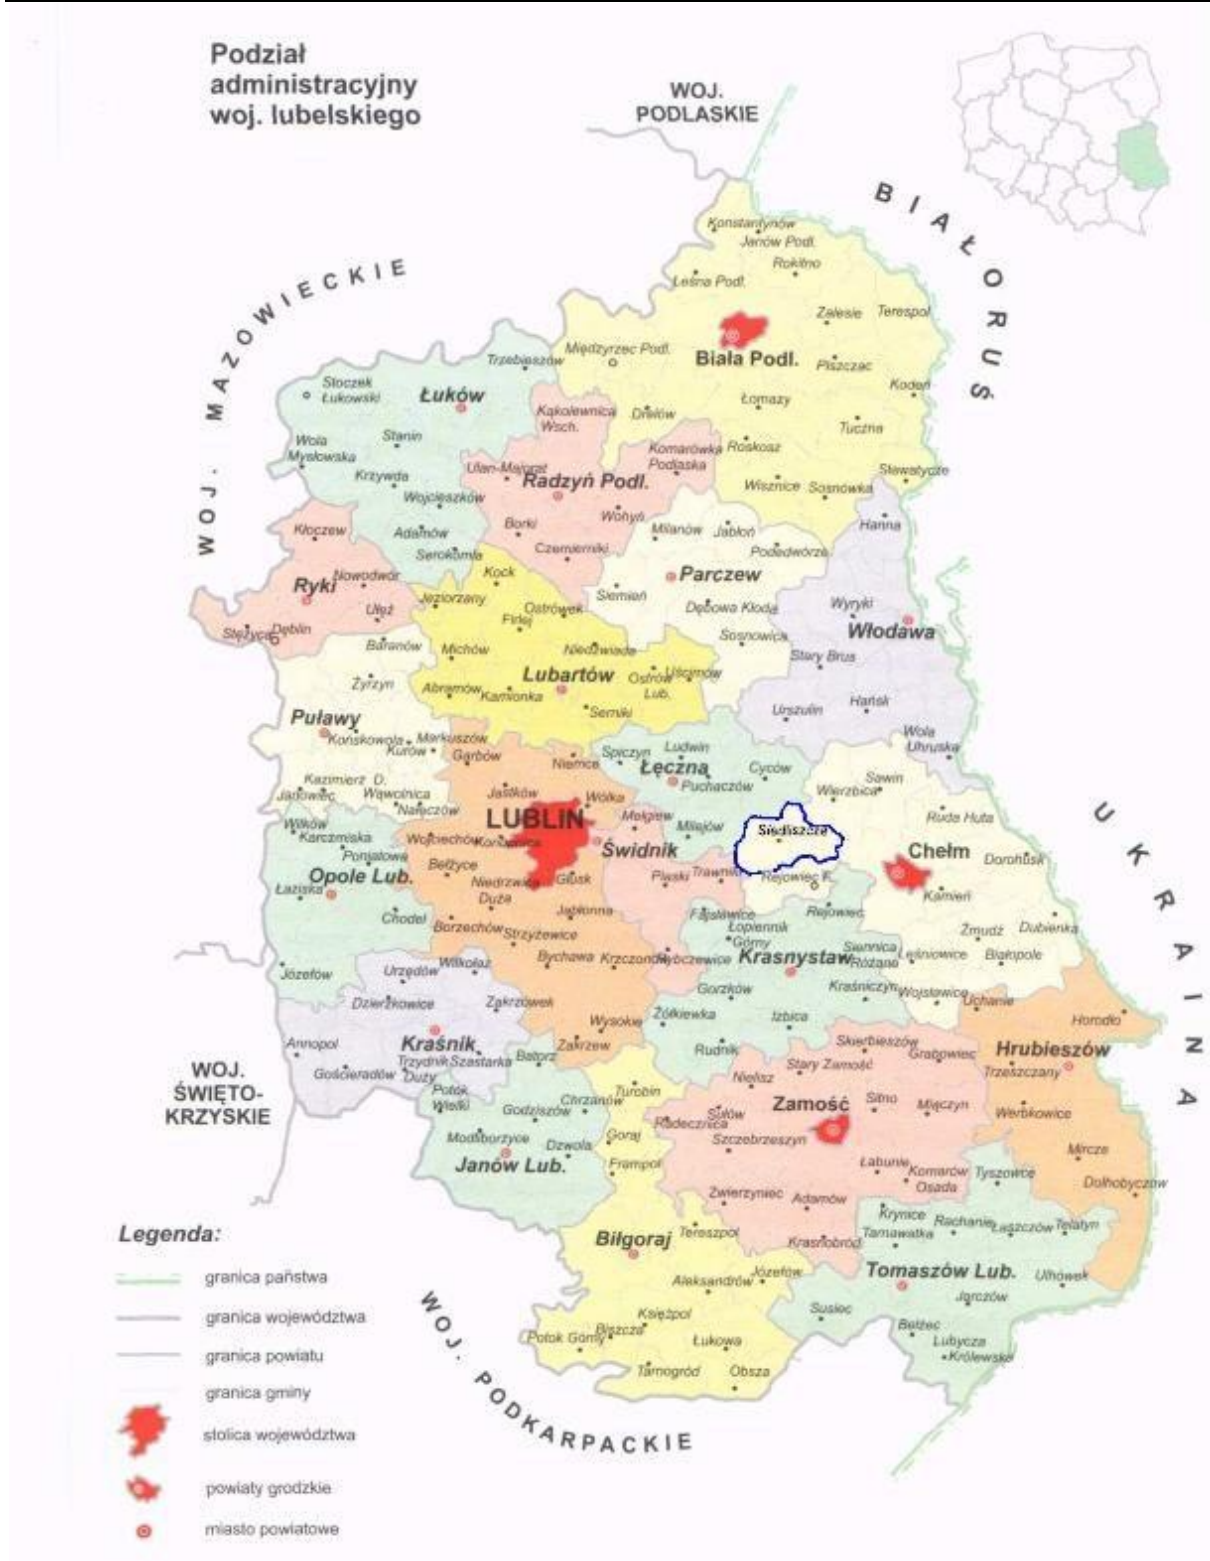 Podział
administracyjny
woj. lubelskiego
WOJ.
PODLASKIE
BIAŁORUŚ
WOJ. MAZOWIECKIE
Konstantynów
Janów Podl.
Rokitno
Leśna Podl.
Zalesie
Terespol
Międzyrzec Podl.
Biała Podl.
Piszczac
Trzebieszów
Stoczek
Łukowski
Łuków
Kodeń
Łomazy
Kąkolewnica
Wsch.
Drelów
Tuczna
Wola
Mysłowska
Stanin
Komarówka
Podlaska
Roskosz
Krzywda
Ulan-Majorat
Radzyń Podl.
Sławatycze
Wisznice
Sosnówka
Wojcieszków
Wohyń
Hanna
Kłoczew
Adamów
Borki
Milanów
Jabłoń
Serokomla
Czemierniki
Podedwórze
Kock
Parczew
Ryki
Nowodwór
Siemień
Jeziorzany
Ostrówek
Dębowa Kłoda
Wyryki
Ułęż
Firlej
Włodawa
Stężyca
Dęblin
Sosnowica
Baranów
Michów
Niedźwiada
Stary Brus
Żyrzyn
Lubartów
Ostrów
Lub.
Uścimów
Abramów
Kamionka
Serniki
Hańsk
Urszulin
Puławy
Końskowola
Markuszów
Kurów
Garbów
Niemce
Spiczyn
Ludwin
Wola
Uhruska
Łęczna
Cyców
Puchaczów
Sawin
Wierzbica
Kazimierz D.
Janowiec
Wąwolnica
Nałęczów
Jastków
Wólka
Ruda Huta
LUBLIN
Mełgiew
Milejów
Siedliszcze
Wilków
Karczmiska
Wojciechów
Konopnica
Świdnik
Chełm
Dorohusk
Poniatowa
Bełżyce
Opole Lub.
Niedrzwica
Duża
Głusk
Piaski
Trawniki
Rejowiec F.
Łaziska
Kamień
Chodel
Jabłonna
Fajsławice
Rejowiec
Borzechów
Strzyżewice
Łopiennik
Górny
Żmudź
Dubienka
Siennica
Różana
Leśniowice
Białopole
Bychawa
Krzczonów
Rybczewice
Krasnystaw
Józefów
Urzędów
Wilkołaz
Gorzków
Kraśniczyn
Wojsławice
Uchanie
Dzierzkowice
Zakrzówek
Żółkiewka
Izbica
Horodło
Wysokie
Annopol
Kraśnik
Zakrzew
Rudnik
Skierbieszów
Grabowiec
Hrubieszów
Gościeradów
Trzydnik
Duży
Szastarka
Batorz
Stary Zamość
Trzeszczany
UKRAINA
WOJ.
ŚWIĘTO-
KRZYSKIE
Nielisz
Turobin
Potok
Wielki
Chrzanów
Godziszów
Zamość
Sitno
Miączyn
Werbkowice
Sułów
Radecznica
Szczebrzeszyn
Modliborzyce
Dzwola
Goraj
Mircze
Janów Lub.
Frampol
Łabunie
Komarów
Osada
Tyszowce
Dołhobyczów
Zwierzyniec
Adamów
Krynice
Rachanie
Łaszczów
Telatyn
Biłgoraj
Tereszpol
Krasnobród
Tarnawatka
Józefów
Aleksandrów
Tomaszów Lub.
Ulhówek
Susiec
Jarczów
Księżpol
Biszcza
Potok Górny
Łukowa
Bełżec
Lubycza
Królewska
Tarnogród
Obsza
WOJ. PODKARPACKIE
Legenda:
granica państwa
granica województwa
granica powiatu
granica gminy
stolica województwa
powiaty grodzkie
miasto powiatowe